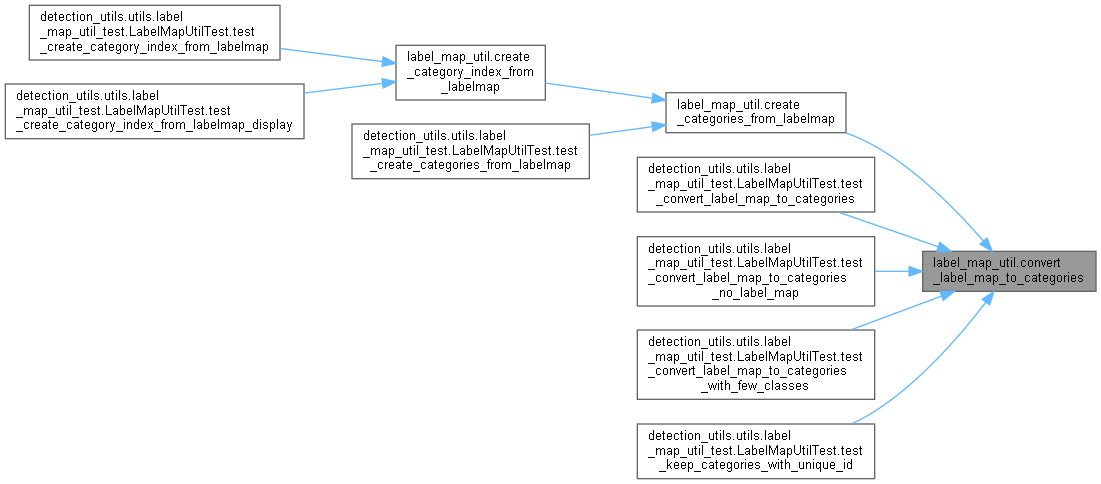 detection_utils.utils.label
_map_util_test.LabelMapUtilTest.test
_create_category_index_from_labelmap
detection_utils.utils.label
_map_util_test.LabelMapUtilTest.test
_create_category_index_from_labelmap_display
label_map_util.create
_category_index_from
_labelmap
detection_utils.utils.label
_map_util_test.LabelMapUtilTest.test
_create_categories_from_labelmap
label_map_util.create
_categories_from_labelmap
detection_utils.utils.label
_map_util_test.LabelMapUtilTest.test
_convert_label_map_to_categories
detection_utils.utils.label
_map_util_test.LabelMapUtilTest.test
_convert_label_map_to_categories
_no_label_map
detection_utils.utils.label
_map_util_test.LabelMapUtilTest.test
_convert_label_map_to_categories
_with_few_classes
detection_utils.utils.label
_map_util_test.LabelMapUtilTest.test
_keep_categories_with_unique_id
label_map_util.convert
_label_map_to_categories